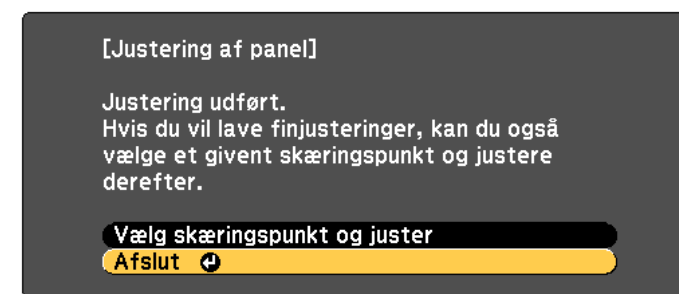 [Justering af panel]
Justering udført.
Hvis du vil lave finjusteringer, kan du også
vælge et givent skæringspunkt og justere
derefter.
Vælg skæringspunkt og juster
Afslut